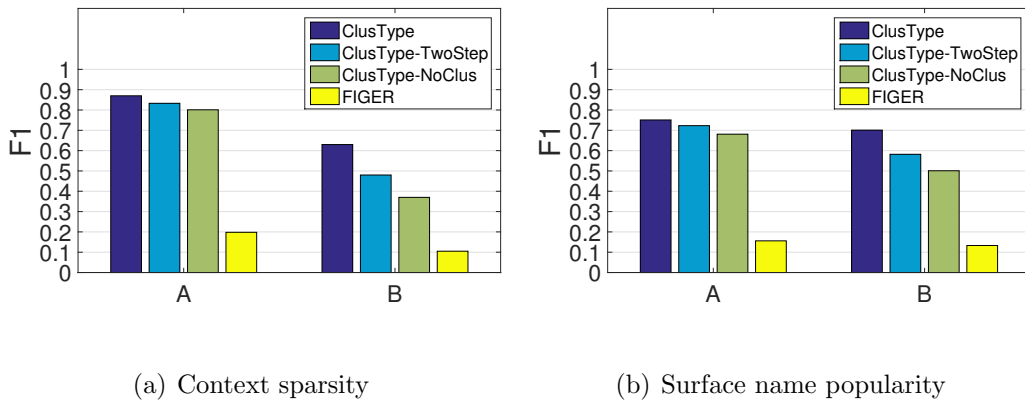 ClusType
ClusType-TwoStep
ClusType-NoClus
FIGER
F1
1
0.9
0.8
0.7
0.6
0.5
0.4
0.3
0.2
0.1
0
A
B
(a) Context sparsity
ClusType
ClusType-TwoStep
ClusType-NoClus
FIGER
F1
1
0.9
0.8
0.7
0.6
0.5
0.4
0.3
0.2
0.1
0
A
B
(b) Surface name popularity